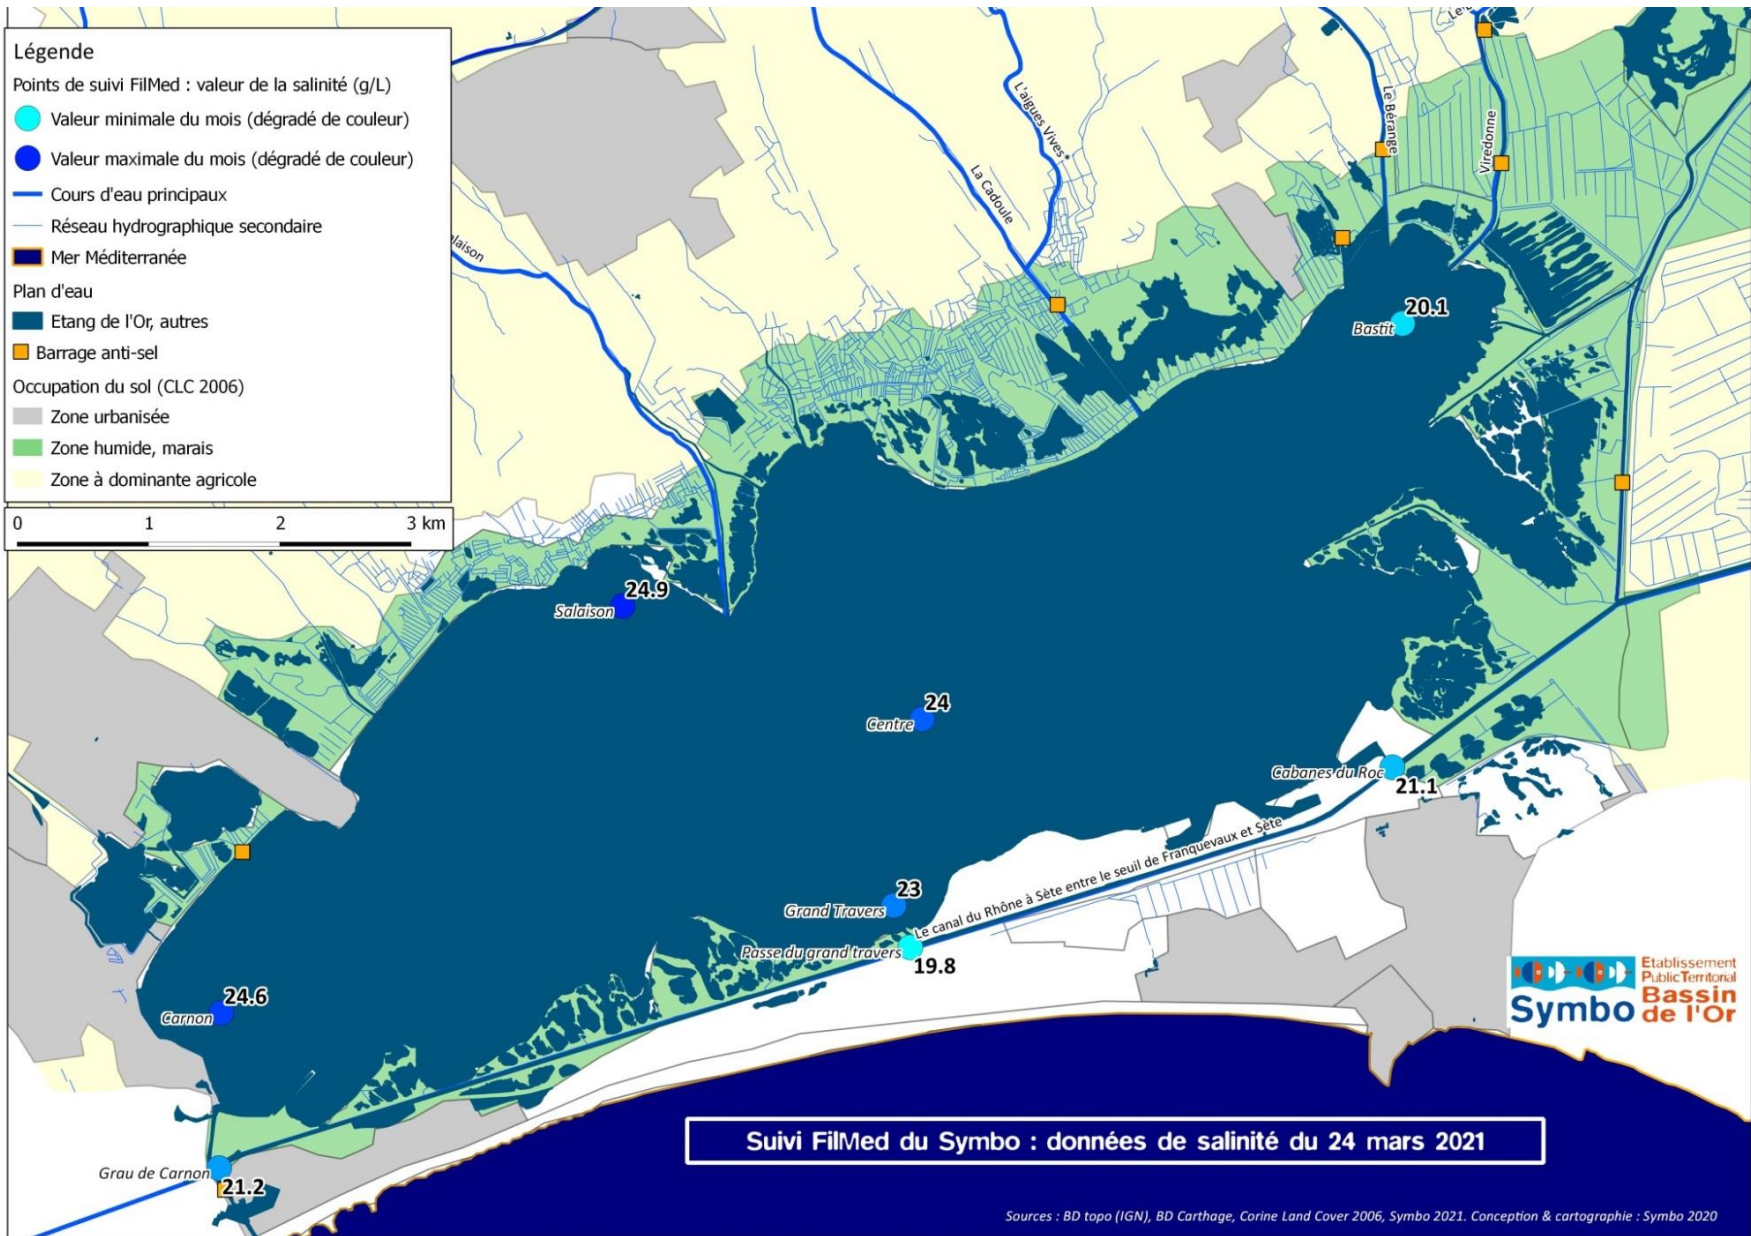 Légende
Points de suivi FilMed : valeur de la salinité (g/L)
Valeur minimale du mois (dégradé de couleur)
Valeur maximale du mois (dégradé de couleur)
Cours d'eau principaux
Réseau hydrographique secondaire
Mer Méditerranée
Plan d'eau
Etang de l'Or, autres
Barrage anti-sel
Occupation du sol (CLC 2006)
Zone urbanisée
Zone humide, marais
Zone à dominante agricole
0 1 2 3 km
alaison
La Cadoule
L'aigues Vives*
Le Bérange
Viredonne
20.1
Bastit
24.9
Salaison
24
Centre
Cabanes du Roc
21.1
23
Grand Travers
Le canal du Rhône à Sète entre le seuil de Franquevaux et Sète
Passe du grand travers
19.8
24.6
Carnon
Grau de Carnon
21.2
Symbo
Etablissement
Public Territorial
Bassin
de l'Or
Suivi FilMed du Symbo : données de salinité du 24 mars 2021
Sources : BD topo (IGN), BD Carthage, Corine Land Cover 2006, Symbo 2021. Conception & cartographie : Symbo 2020